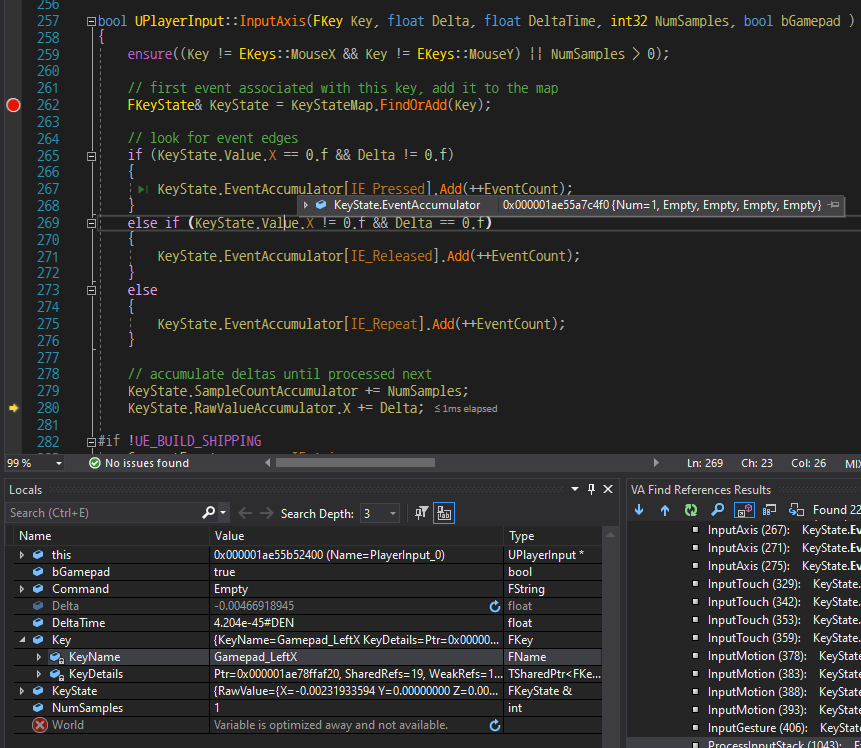 256
257 bool UPlayerInput::InputAxis(FKey Key, float Delta, float DeltaTime, int32 NumSamples, bool bGamepad )
258 {
259 ensure((Key != EKeys::MouseX && Key != EKeys::MouseY) || NumSamples > 0);
260
261 // first event associated with this key, add it to the map
262 FKeyState& KeyState = KeyStateMap.FindOrAdd(Key);
263
264 // look for event edges
265 if (KeyState.Value.X == 0.f && Delta != 0.f)
266 {
267 KeyState.EventAccumulator[IE_Pressed].Add(++EventCount);
268 }
KeyState.EventAccumulator 0x000001ae55a7c4f0 {Num=1, Empty, Empty, Empty, Empty}
269 else if (KeyState.Value.X != 0.f && Delta == 0.f)
270 {
271 KeyState.EventAccumulator[IE_Released].Add(++EventCount);
272 }
273 else
274 {
275 KeyState.EventAccumulator[IE_Repeat].Add(++EventCount);
276 }
277
278 // accumulate deltas until processed next
279 KeyState.SampleCountAccumulator += NumSamples;
280 KeyState.RawValueAccumulator.X += Delta; ≤ 1ms elapsed
281
282 #if !UE_BUILD_SHIPPING
99 % No issues found Ln: 269 Ch: 23 Col: 26 MIX
Locals
Search (Ctrl+E) Search Depth: 3
Name Value Type
this 0x000001ae55b52400 (Name=PlayerInput_0) UPlayerInput *
bGamepad true bool
Command Empty FString
Delta -0.00466918945 float
DeltaTime 4.204e-45#DEN float
Key {KeyName=Gamepad_LeftX KeyDetails=Ptr=0x00000... FKey
KeyName Gamepad_LeftX FName
KeyDetails Ptr=0x000001ae78ffaf20, SharedRefs=19, WeakRefs=1... TSharedPtr<FKe...
KeyState {RawValue={X=-0.00231933594 Y=0.00000000 Z=0.00... FKeyState &
NumSamples 1 int
World Variable is optimized away and not available.
VA Find References Results
Found 22
InputAxis (267): KeyState.Ev
InputAxis (271): KeyState.Ev
InputAxis (275): KeyState.Ev
InputTouch (329): KeyState.
InputTouch (342): KeyState.
InputTouch (353): KeyState.
InputTouch (359): KeyState.
InputMotion (378): KeySta
InputMotion (383): KeySta
InputMotion (388): KeySta
InputMotion (393): KeySta
InputGesture (406): KeySta
ProcessInputStack (1043):